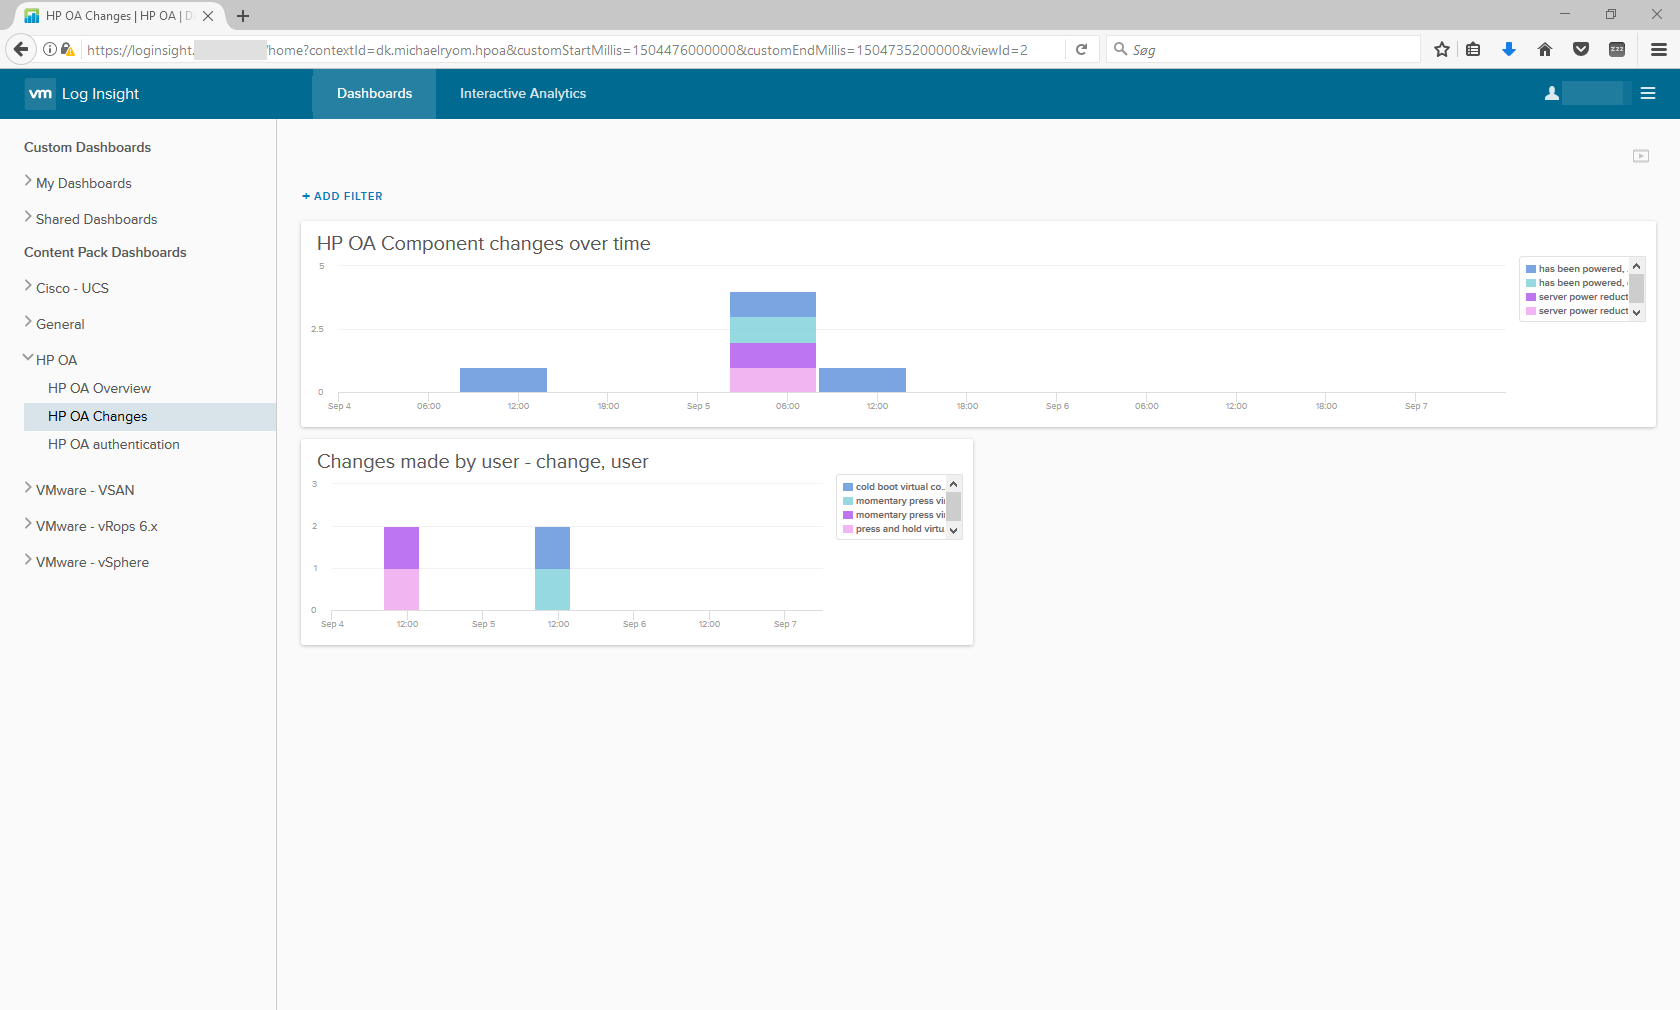 HP OA Changes | HP OA | D
https://loginsight. /home?contextId=dk.michaelryom.hpoa&customStartMillis=1504476000000&customEndMillis=1504735200000&viewId=2
Søg
zzz
vm Log Insight
Dashboards
Interactive Analytics
Custom Dashboards
My Dashboards
Shared Dashboards
Content Pack Dashboards
Cisco - UCS
General
HP OA
HP OA Overview
HP OA Changes
HP OA authentication
VMware - VSAN
VMware - vRops 6.x
VMware - vSphere
+ ADD FILTER
HP OA Component changes over time
5
2.5
0
Sep 4 06:00 12:00 18:00 Sep 5 06:00 12:00 18:00 Sep 6 06:00 12:00 18:00 Sep 7
has been powered,
has been powered,
server power reduct
server power reduct
Changes made by user - change, user
3
2
1
0
Sep 4 12:00 Sep 5 12:00 Sep 6 12:00 Sep 7
cold boot virtual co...
momentary press vir
momentary press vir
press and hold virtu